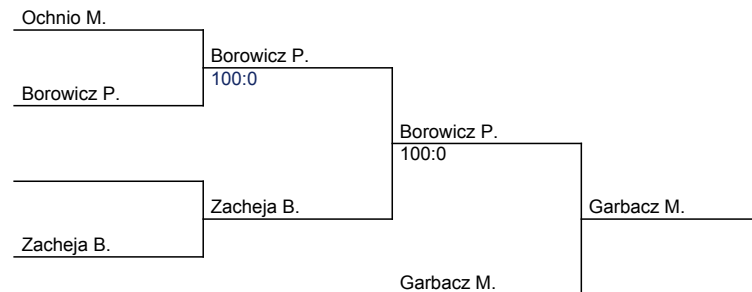 Ochnio M.
Borowicz P.
100:0
Borowicz P.
Borowicz P.
100:0
Zacheja B.
Garbacz M.
Zacheja B.
Garbacz M.